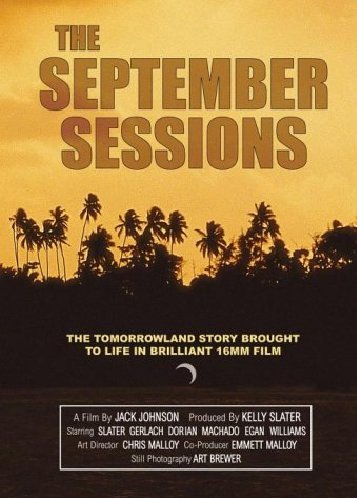 THE
SEPTEMBER
SESSIONS
THE TOMORROWLAND STORY BROUGHT
TO LIFE IN BRILLIANT 16MM FILM
A Film By JACK JOHNSON Produced By KELLY SLATER
Starring SLATER GERLACH DORIAN MACHADO EGAN WILLIAMS
Art Director CHRIS MALLOY Co-Producer EMMETT MALLOY
Still Photography ART BREWER